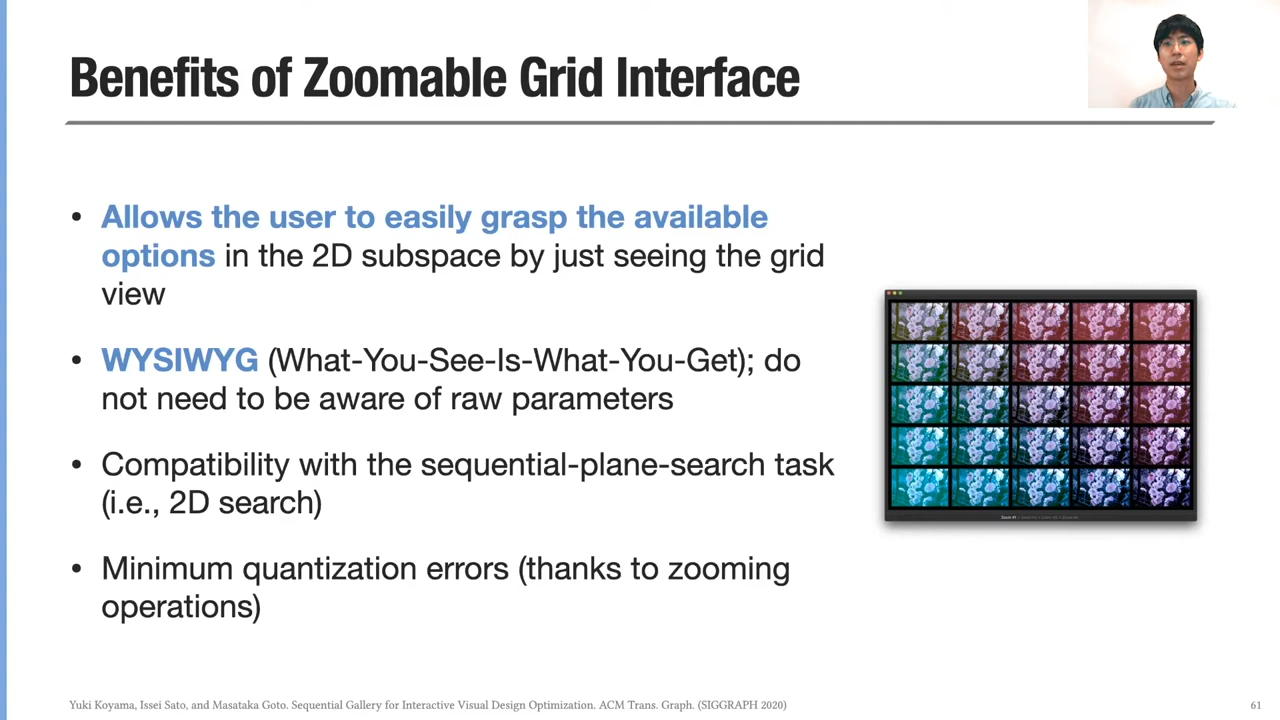 Benefits of Zoomable Grid Interface
• Allows the user to easily grasp the available
options in the 2D subspace by just seeing the grid
view
• WYSIWYG (What-You-See-Is-What-You-Get); do
not need to be aware of raw parameters
• Compatibility with the sequential-plane-search task
(i.e., 2D search)
• Minimum quantization errors (thanks to zooming
operations)
Yuki Koyama, Issei Sato, and Masataka Goto. Sequential Gallery for Interactive Visual Design Optimization. ACM Trans. Graph. (SIGGRAPH 2020)
61